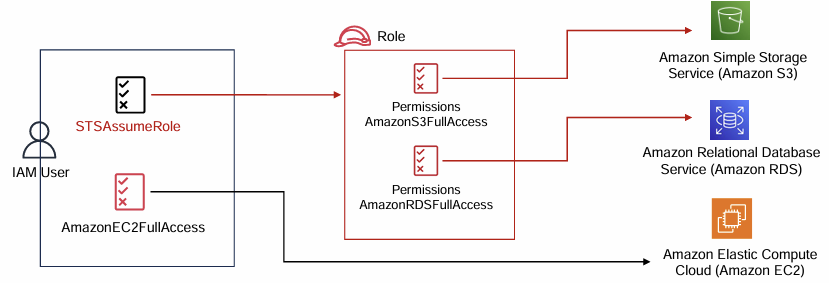 Role
Amazon Simple Storage
Service (Amazon S3)
Permissions
AmazonS3FullAccess
STSAssumeRole
Amazon Relational Database
Service (Amazon RDS)
IAM User
Permissions
AmazonRDSFullAccess
AmazonEC2FullAccess
Amazon Elastic Compute
Cloud (Amazon EC2)